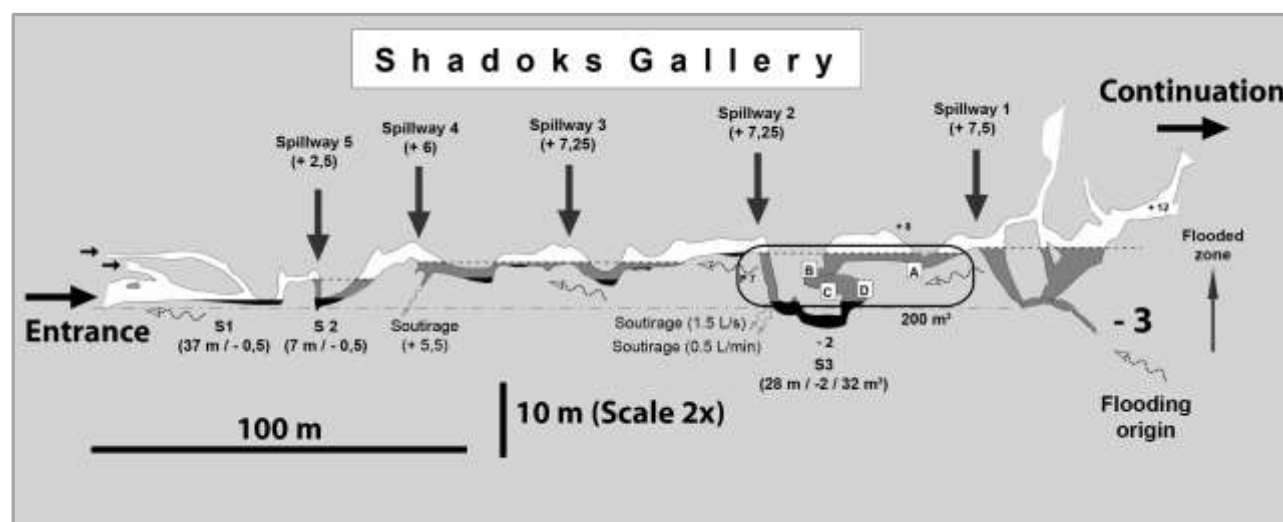 Shadoks Gallery
Continuation
Spillway 5
(+ 2,5)
Spillway 4
(+ 6)
Spillway 3
(+ 7,25)
Spillway 2
(+ 7,25)
Spillway 1
(+ 7,5)
+ 12
+ 8
Flooded
zone
A
B
C
D
Entrance
S1
(37 m / - 0,5)
S 2
(7 m / - 0,5)
Soutirage
(+ 5,5)
Soutirage (1.5 L/s)
Soutirage (0.5 L/min)
200 m³
- 2
S3
(28 m / -2 / 32 m³)
- 3
Flooding
origin
100 m
10 m (Scale 2x)